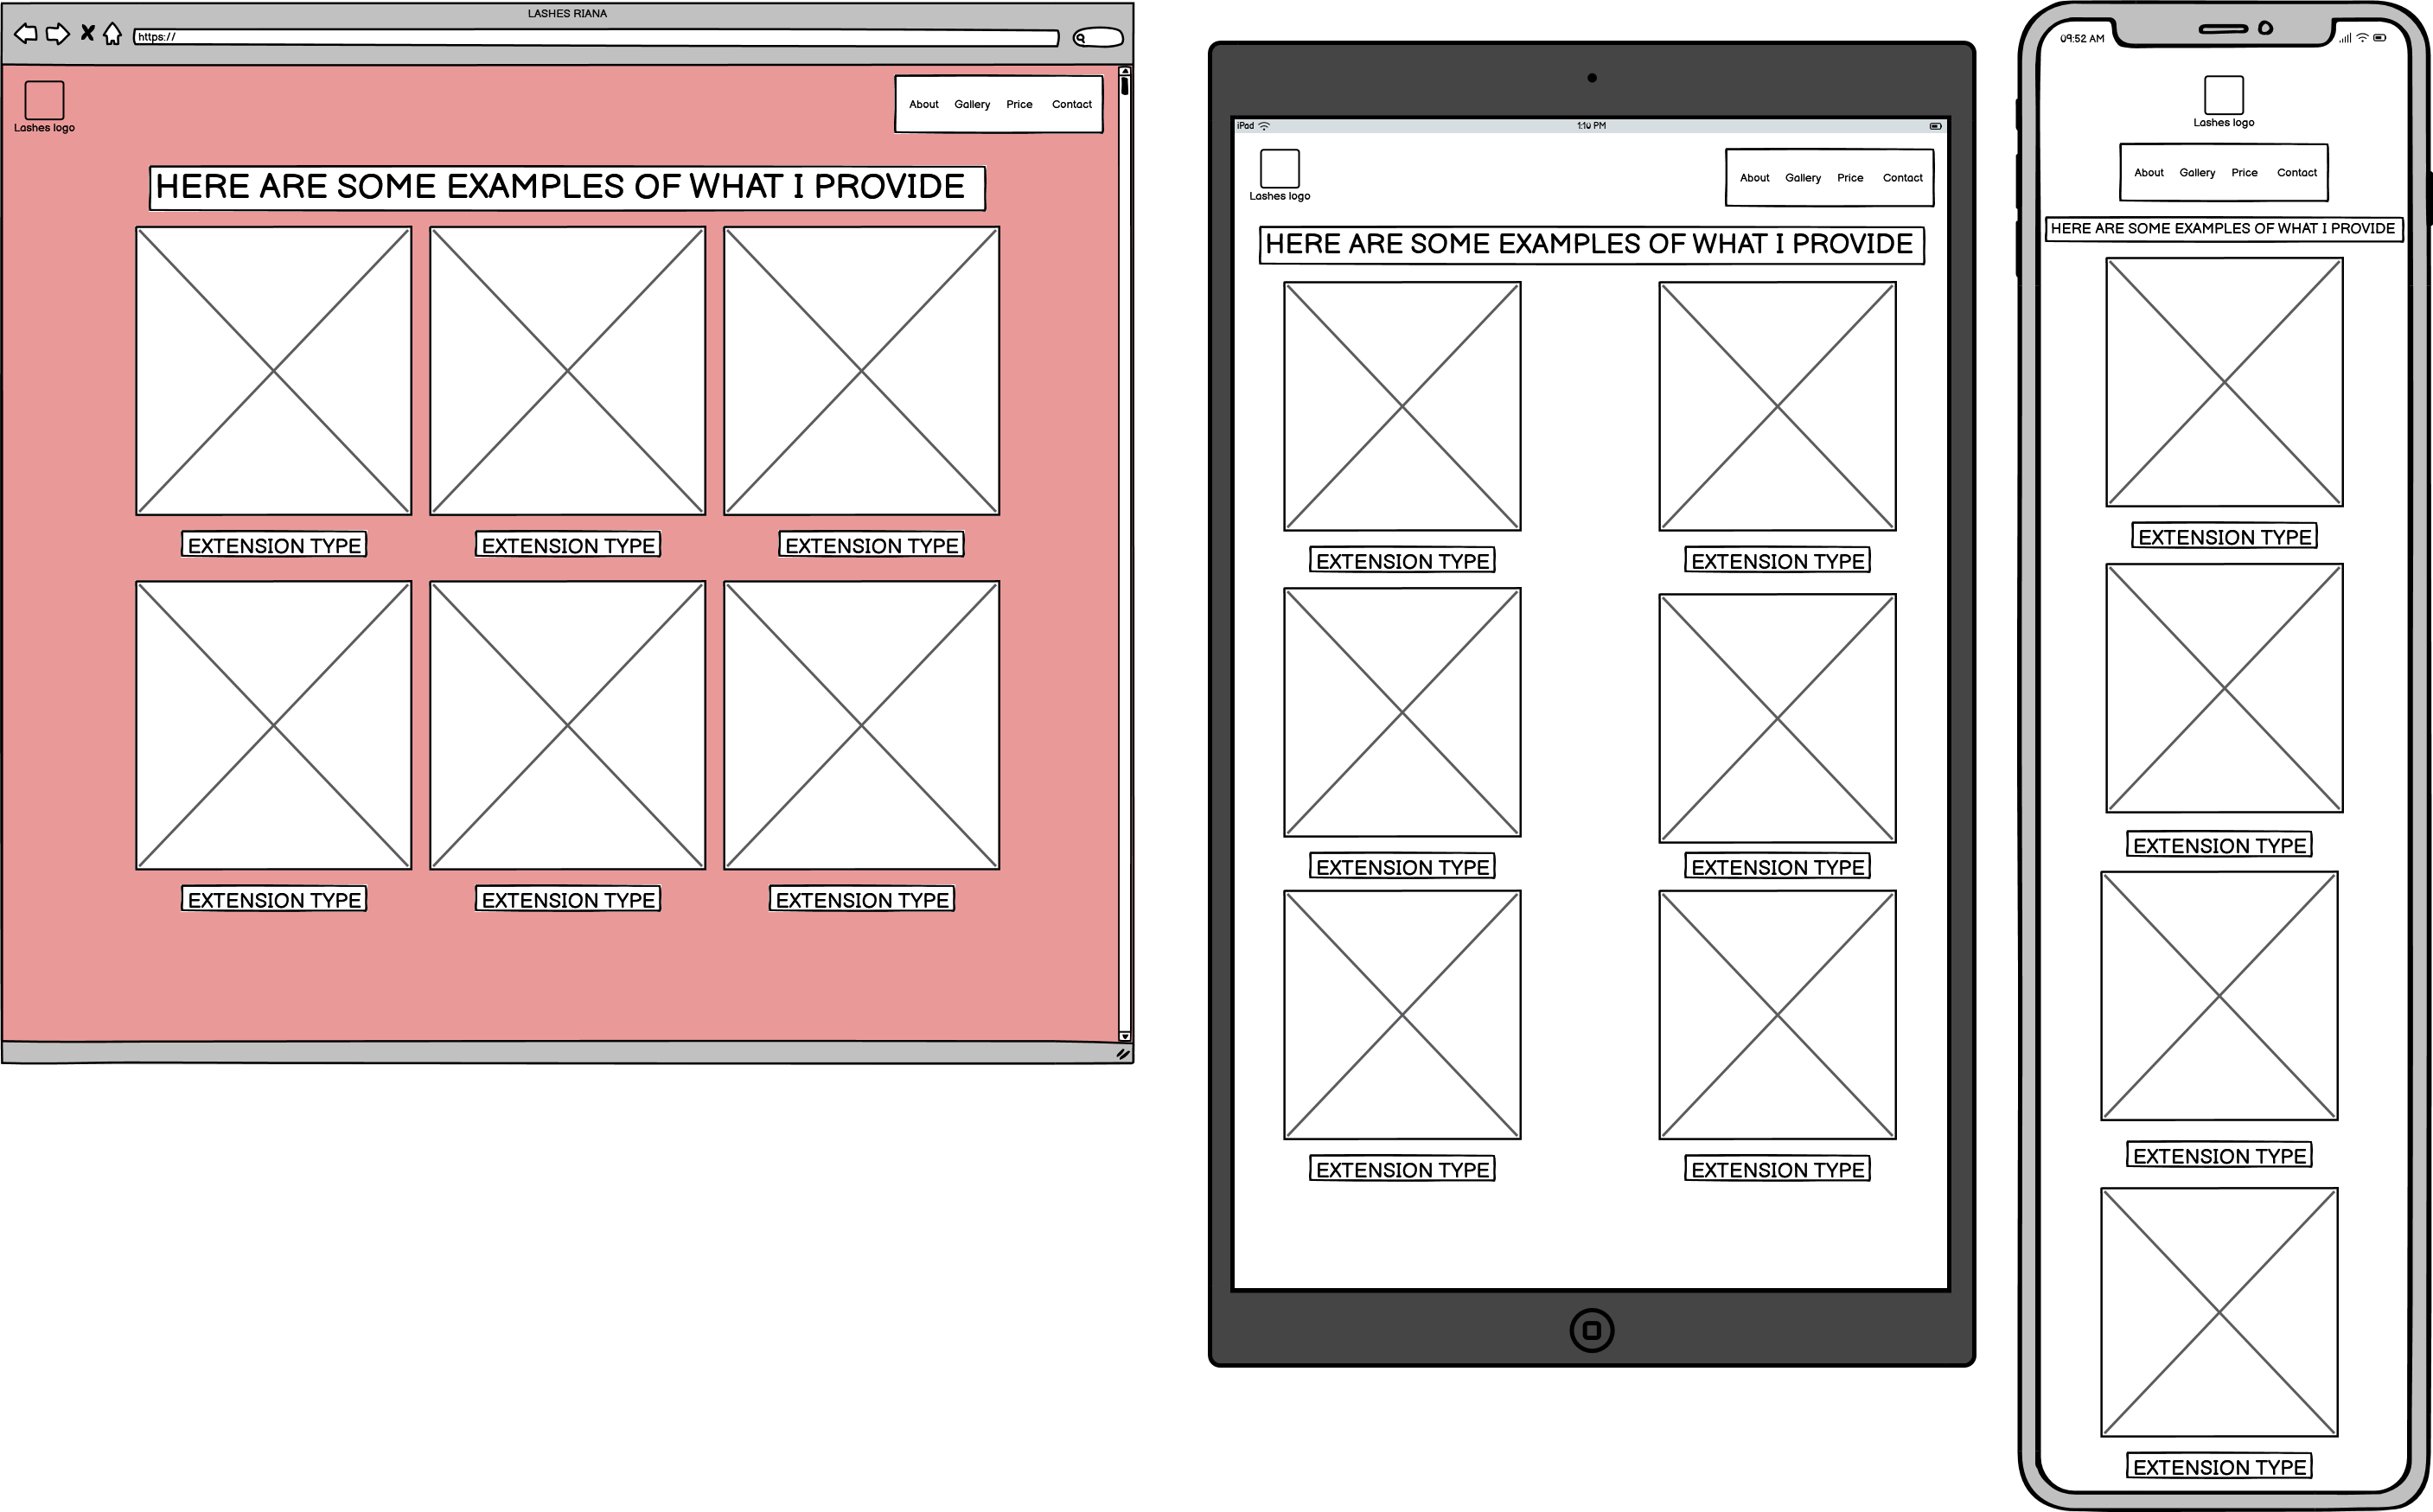 LASHES RIANA
https://
Lashes logo
About Gallery Price Contact
HERE ARE SOME EXAMPLES OF WHAT I PROVIDE
EXTENSION TYPE EXTENSION TYPE EXTENSION TYPE
EXTENSION TYPE EXTENSION TYPE EXTENSION TYPE
iPad 1:10 PM
Lashes logo
About Gallery Price Contact
HERE ARE SOME EXAMPLES OF WHAT I PROVIDE
EXTENSION TYPE EXTENSION TYPE
EXTENSION TYPE EXTENSION TYPE
EXTENSION TYPE EXTENSION TYPE
09:52 AM
Lashes logo
About Gallery Price Contact
HERE ARE SOME EXAMPLES OF WHAT I PROVIDE
EXTENSION TYPE
EXTENSION TYPE
EXTENSION TYPE
EXTENSION TYPE